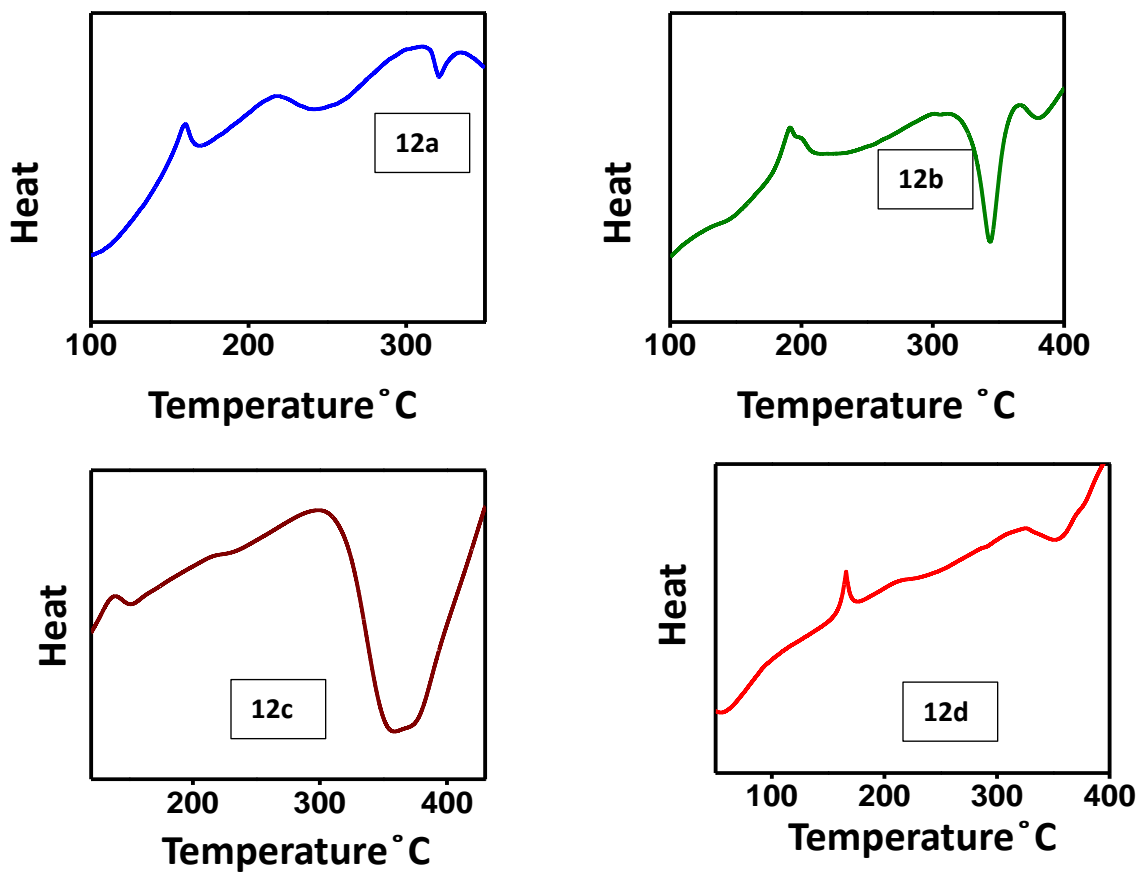 Heat
12a
100 200 300
Temperature˚C
Heat
12b
100 200 300 400
Temperature ˚C
Heat
12c
200 300 400
Temperature˚C
Heat
12d
100 200 300 400
Temperature˚C